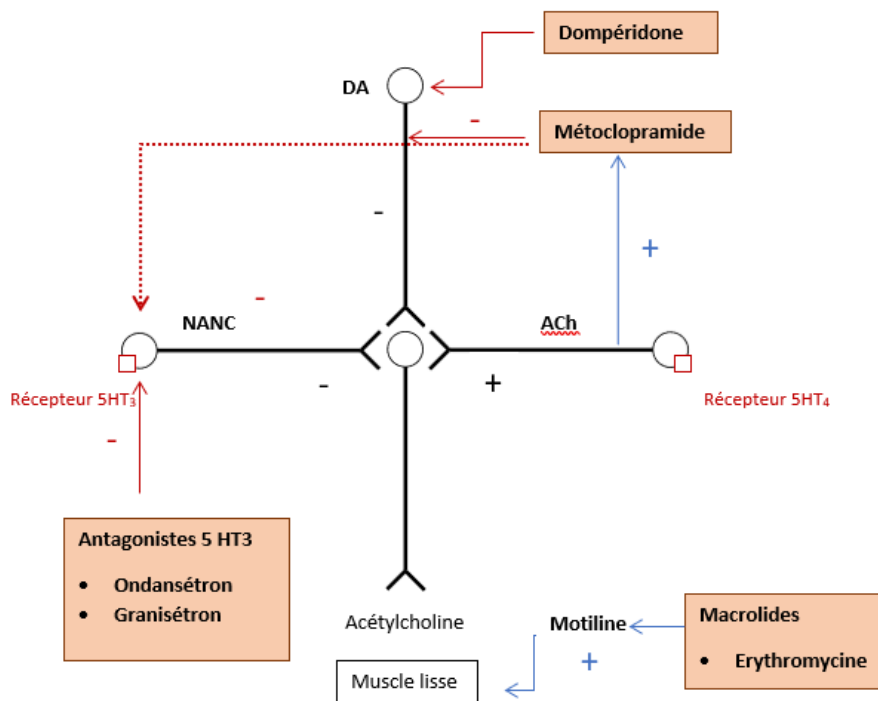 Dompéridone
DA
-
Métoclopramide
-
+
NANC
-
ACh
-
+
Récepteur 5HT₃
Récepteur 5HT₄
-
Antagonistes 5 HT3
• Ondansétron
• Granisétron
Acétylcholine
Motiline
+
Macrolides
• Erythromycine
Muscle lisse